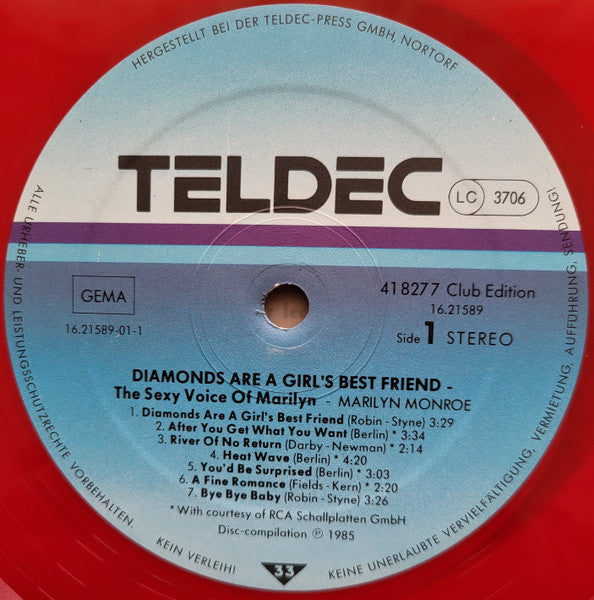 HERGESTELLT BEI DER TELDEC-PRESS GMBH, NORTORF
TELDEC
LC 3706
GEMA
16.21589-01-1
41 8277 Club Edition
16.21589
Side 1 STEREO
DIAMONDS ARE A GIRL'S BEST FRIEND -
The Sexy Voice Of Marilyn - MARILYN MONROE
1. Diamonds Are A Girl's Best Friend (Robin - Styne) 3:29
2. After You Get What You Want (Berlin) * 3:34
3. River Of No Return (Darby - Newman) * 2:14
4. Heat Wave (Berlin) * 4:20
5. You'd Be Surprised (Berlin) * 3:03
6. A Fine Romance (Fields - Kern) * 2:20
7. Bye Bye Baby (Robin - Styne) 3:26
* With courtesy of RCA Schallplatten GmbH
Disc-compilation ℗ 1985
33
ALLE URHEBER- UND LEISTUNGSSCHUTZRECHTE VORBEHALTEN.
KEIN VERLEIH! KEINE UNERLAUBTE VERVIELFÄLTIGUNG, VERMIETUNG, AUFFÜHRUNG, SENDUNG!